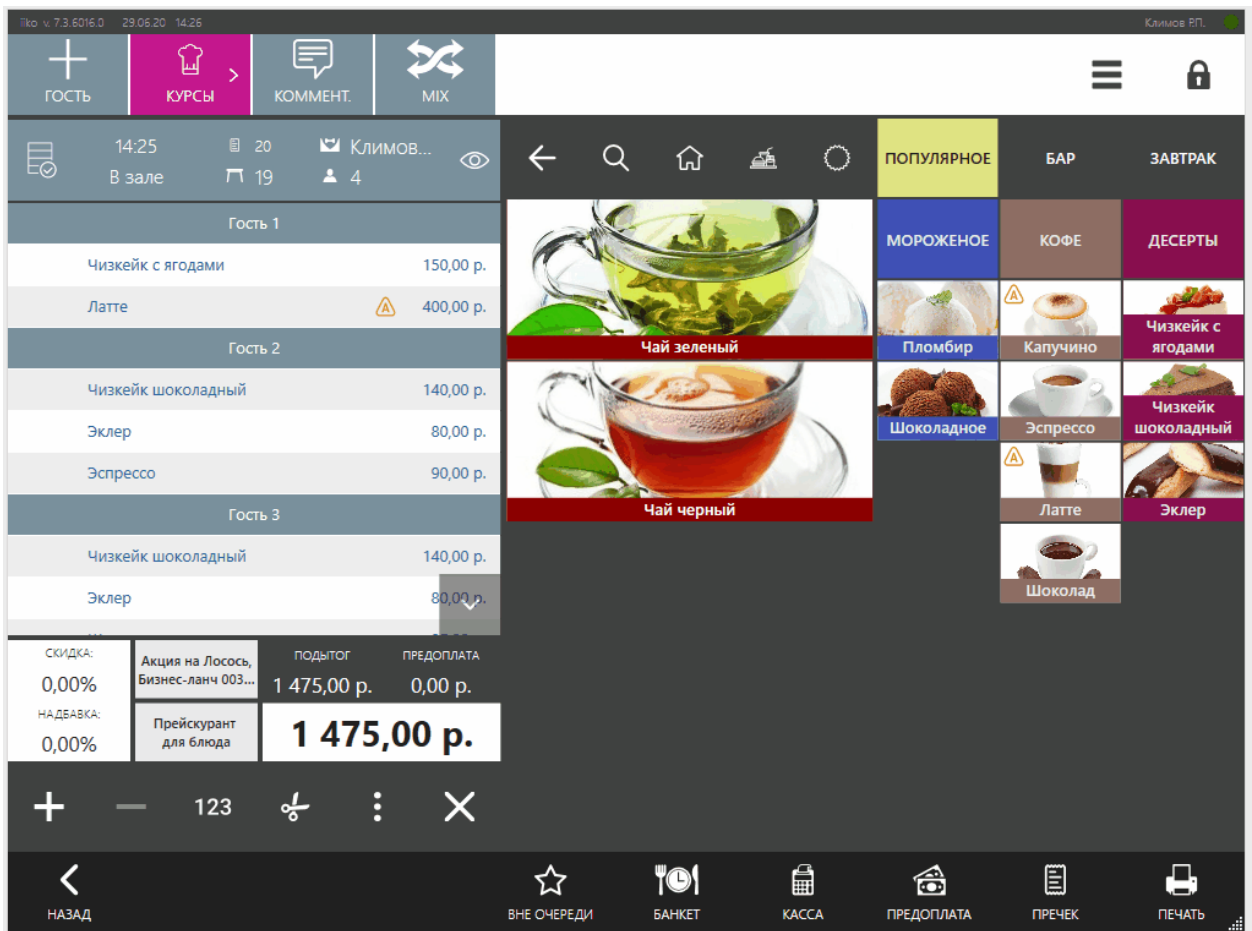 iiko v. 7.3.6016.0 29.06.20 14:26 Климов Р.П.
ГОСТЬ КУРСЫ КОММЕНТ. MIX
14:25 20 Климов...
В зале 19 4
ПОПУЛЯРНОЕ БАР ЗАВТРАК
Гость 1
Чизкейк с ягодами 150,00 р.
Латте 400,00 р.
Гость 2
Чизкейк шоколадный 140,00 р.
Эклер 80,00 р.
Эспрессо 90,00 р.
Гость 3
Чизкейк шоколадный 140,00 р.
Эклер 80,00 р.
МОРОЖЕНОЕ КОФЕ ДЕСЕРТЫ
Чай зеленый
Пломбир Капучино Чизкейк с
ягодами
Шоколадное Эспрессо Чизкейк
шоколадный
Чай черный
Латте Эклер
Шоколад
СКИДКА:
0,00%
НАДБАВКА:
0,00%
Акция на Лосось,
Бизнес-ланч 003...
Прейскурант
для блюда
ПОДЫТОГ ПРЕДОПЛАТА
1 475,00 р. 0,00 р.
1 475,00 р.
123
НАЗАД ВНЕ ОЧЕРЕДИ БАНКЕТ КАССА ПРЕДОПЛАТА ПРЕЧЕК ПЕЧАТЬ